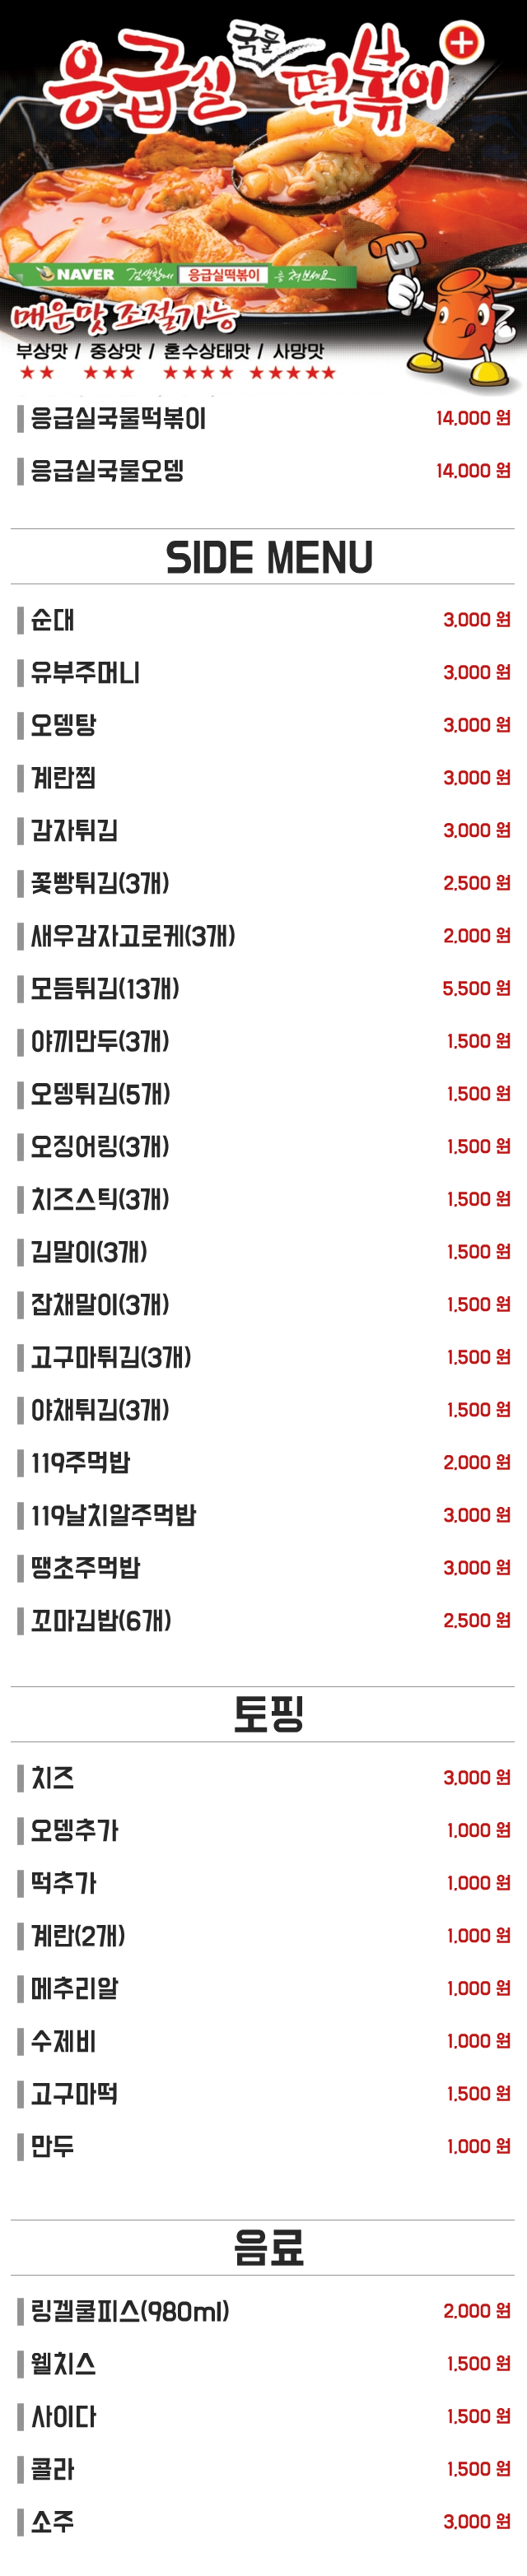 응급실 국물 떡볶이
NAVER 검색창에 응급실떡볶이 를 쳐보세요
매운맛 조절가능
부상맛 / 중상맛 / 혼수상태맛 / 사망맛
★★ ★★★ ★★★★ ★★★★★
응급실국물떡볶이 14,000 원
응급실국물오뎅 14,000 원
SIDE MENU
순대 3,000 원
유부주머니 3,000 원
오뎅탕 3,000 원
계란찜 3,000 원
감자튀김 3,000 원
꽃빵튀김(3개) 2,500 원
새우감자고로케(3개) 2,000 원
모듬튀김(13개) 5,500 원
야끼만두(3개) 1,500 원
오뎅튀김(5개) 1,500 원
오징어링(3개) 1,500 원
치즈스틱(3개) 1,500 원
김말이(3개) 1,500 원
잡채말이(3개) 1,500 원
고구마튀김(3개) 1,500 원
야채튀김(3개) 1,500 원
119주먹밥 2,000 원
119날치알주먹밥 3,000 원
땡초주먹밥 3,000 원
꼬마김밥(6개) 2,500 원
토핑
치즈 3,000 원
오뎅추가 1,000 원
떡추가 1,000 원
계란(2개) 1,000 원
메추리알 1,000 원
수제비 1,000 원
고구마떡 1,500 원
만두 1,000 원
음료
링겔쿨피스(980ml) 2,000 원
웰치스 1,500 원
사이다 1,500 원
콜라 1,500 원
소주 3,000 원